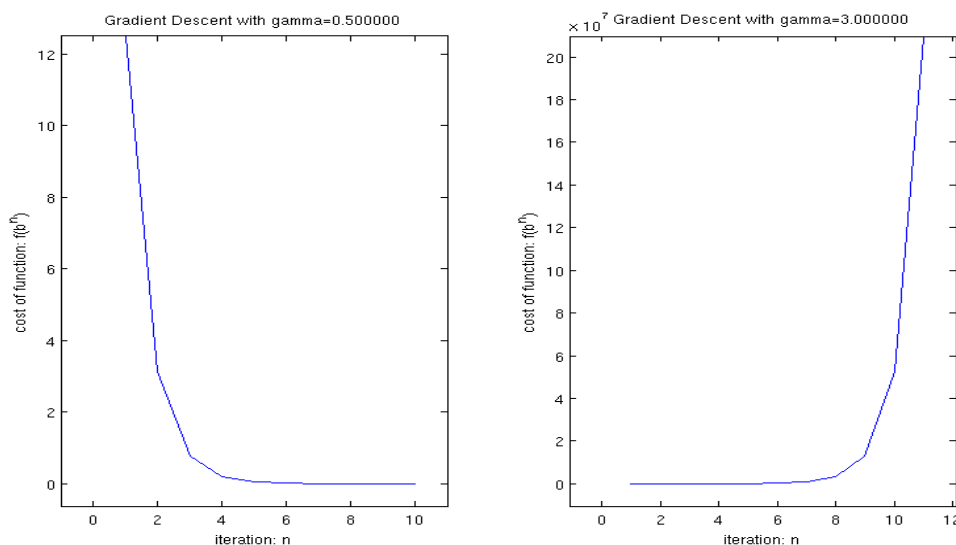 Gradient Descent with gamma=0.500000
12
10
8
6
4
2
0
cost of function: f(b^n)
0 2 4 6 8 10
iteration: n
× 10^7 Gradient Descent with gamma=3.000000
20
18
16
14
12
10
8
6
4
2
0
cost of function: f(b^n)
0 2 4 6 8 10 12
iteration: n